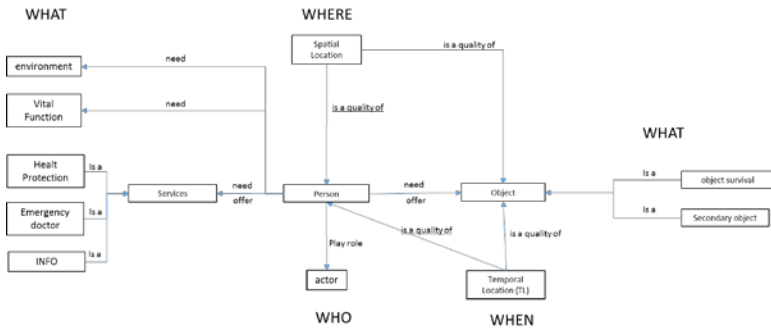 WHAT
WHERE
Spatial
Location
is a quality of
environment
need
Vital
Function
need
is a quality of
WHAT
Healt
Protection
Is a
Services
need
offer
Person
need
offer
Object
Is a
object survival
Emergency
doctor
Is a
Is a
Secondary object
is a quality of
is a quality of
INFO
Is a
Play role
actor
Temporal
Location (TL)
WHO
WHEN